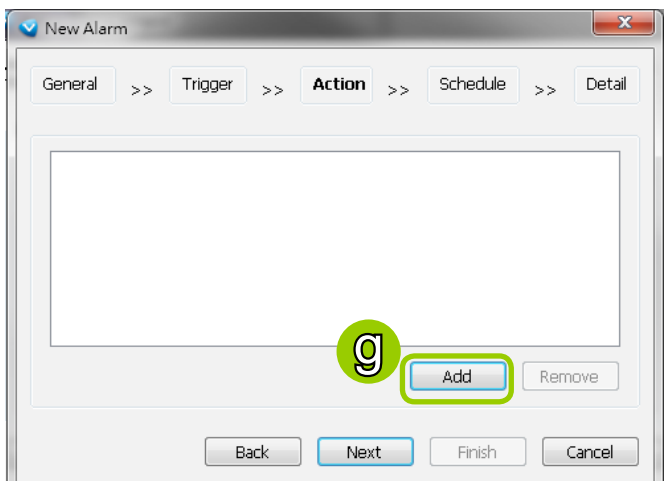 New Alarm
General >> Trigger >> Action >> Schedule >> Detail
g
Add Remove
Back Next Finish Cancel